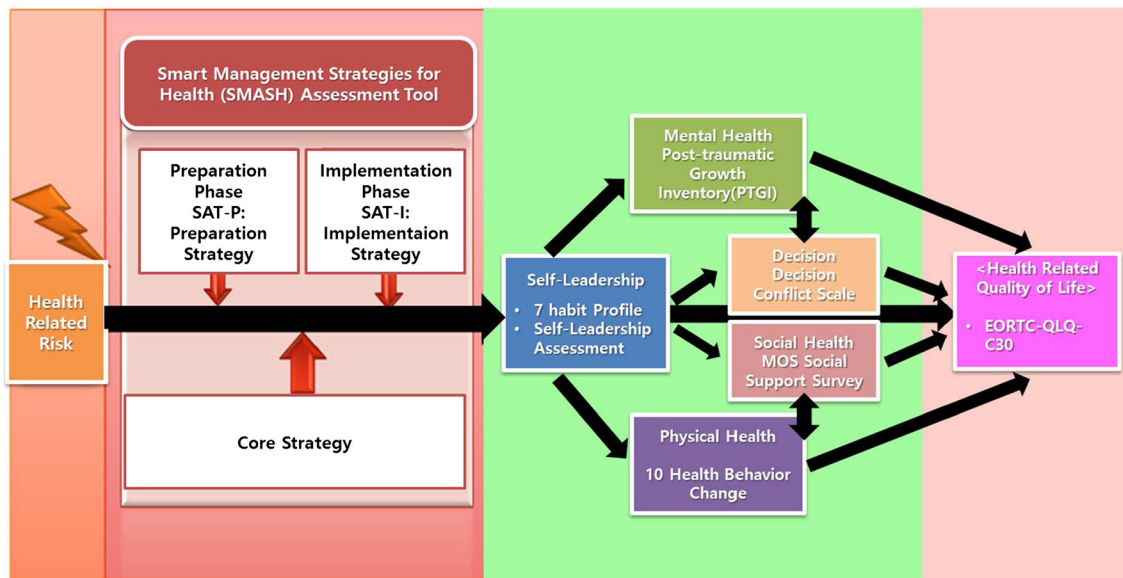 Smart Management Strategies for
Health (SMASH) Assessment Tool
Preparation
Phase
SAT-P:
Preparation
Strategy
Implementation
Phase
SAT-I:
Implementaion
Strategy
Health
Related
Risk
Core Strategy
Self-Leadership
• 7 habit Profile
• Self-Leadership
Assessment
Mental Health
Post-traumatic
Growth
Inventory(PTGI)
Decision
Decision
Conflict Scale
Social Health
MOS Social
Support Survey
Physical Health
10 Health Behavior
Change
<Health Related
Quality of Life>
• EORTC-QLQ-
C30